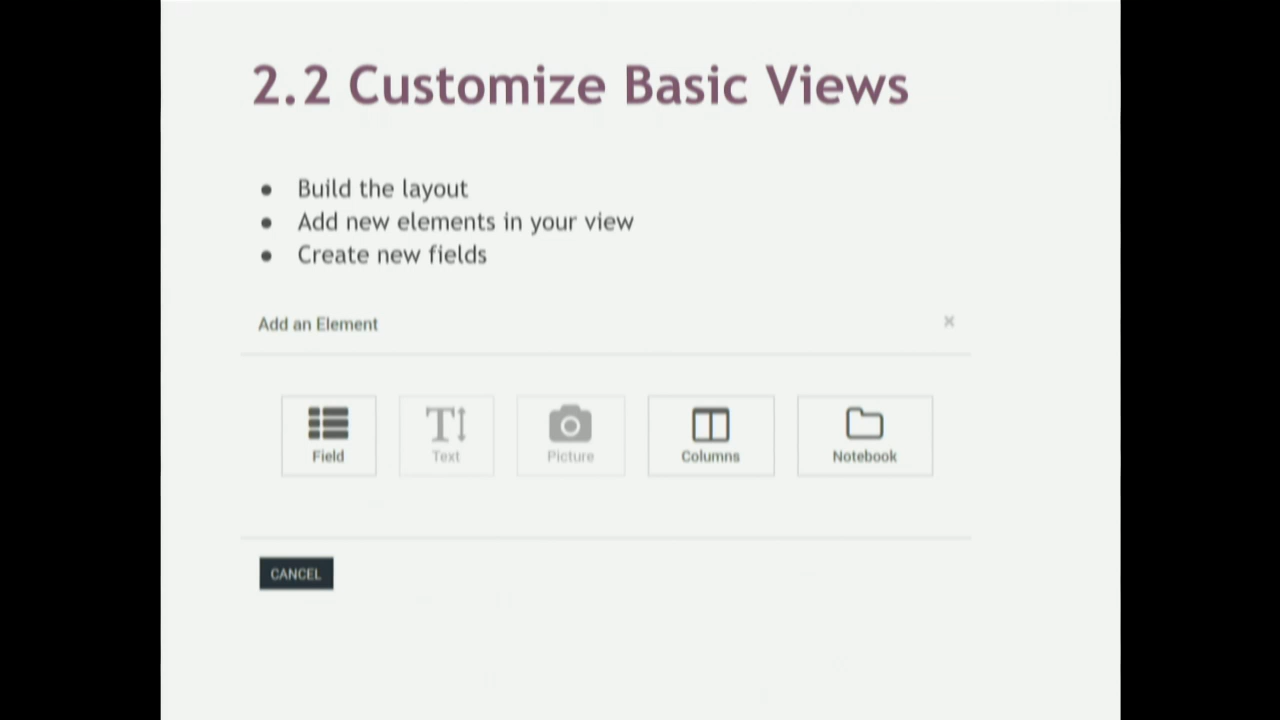 2.2 Customize Basic Views
● Build the layout
● Add new elements in your view
● Create new fields
Add an Element ×
Field Text Picture Columns Notebook
CANCEL